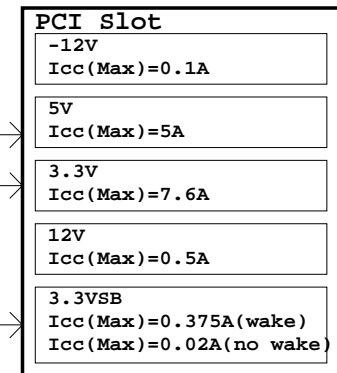 PCI Slot
-12V
Icc(Max)=0.1A
5V
Icc(Max)=5A
3.3V
Icc(Max)=7.6A
12V
Icc(Max)=0.5A
3.3VSB
Icc(Max)=0.375A(wake)
Icc(Max)=0.02A(no wake)